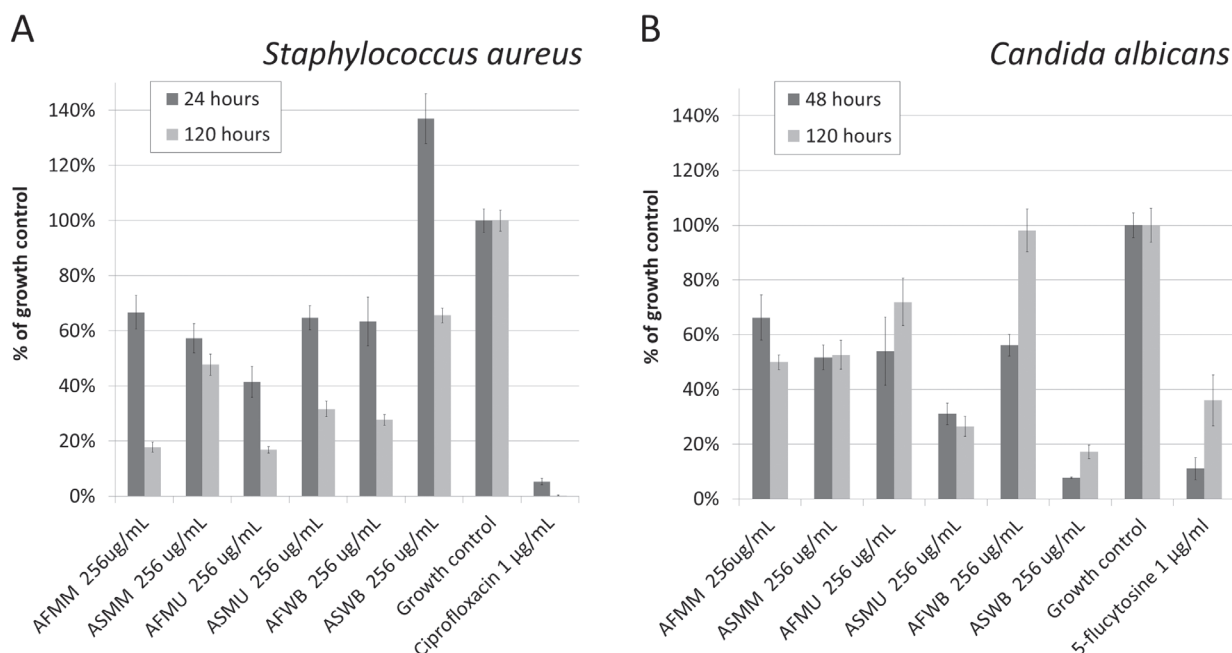 A
Staphylococcus aureus
24 hours
120 hours
% of growth control
140%
120%
100%
80%
60%
40%
20%
0%
AFMM 256ug/mL
ASMM 256 ug/mL
AFMU 256 ug/mL
ASMU 256 ug/mL
AFWB 256 ug/mL
ASWB 256 ug/mL
Growth control
Ciprofloxacin 1 µg/mL
B
Candida albicans
48 hours
120 hours
% of growth control
140%
120%
100%
80%
60%
40%
20%
0%
AFMM 256ug/mL
ASMM 256 ug/mL
AFMU 256 ug/mL
ASMU 256 ug/mL
AFWB 256 ug/mL
ASWB 256 ug/mL
Growth control
5-flucytosine 1 µg/ml